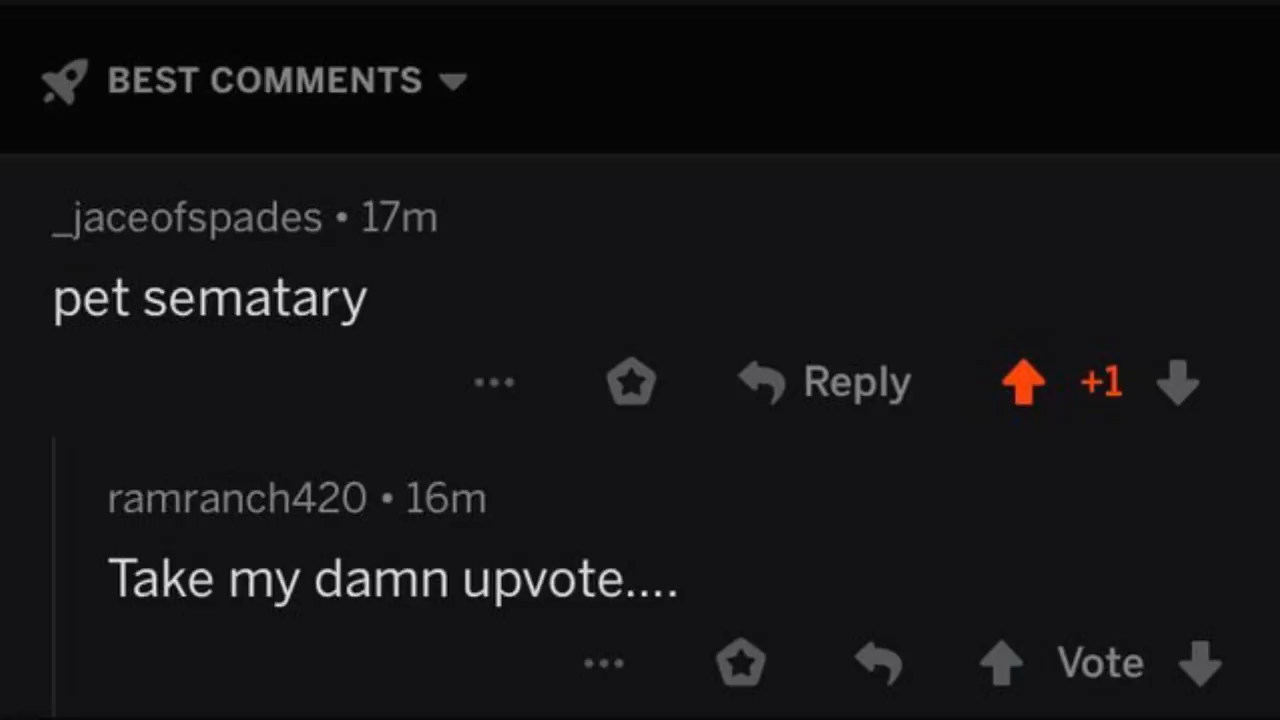 BEST COMMENTS
_jaceofspades • 17m
pet sematary
Reply +1
ramranch420 • 16m
Take my damn upvote....
Vote